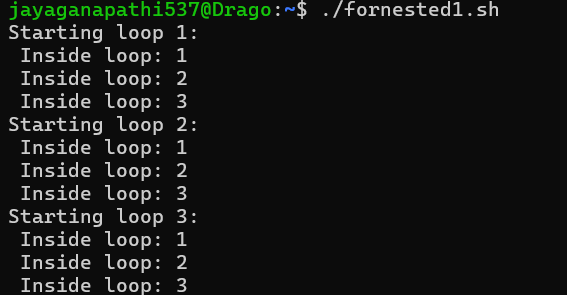 jayaganapathi537@Drago:~$ ./fornested1.sh
Starting loop 1:
 Inside loop: 1
 Inside loop: 2
 Inside loop: 3
Starting loop 2:
 Inside loop: 1
 Inside loop: 2
 Inside loop: 3
Starting loop 3:
 Inside loop: 1
 Inside loop: 2
 Inside loop: 3